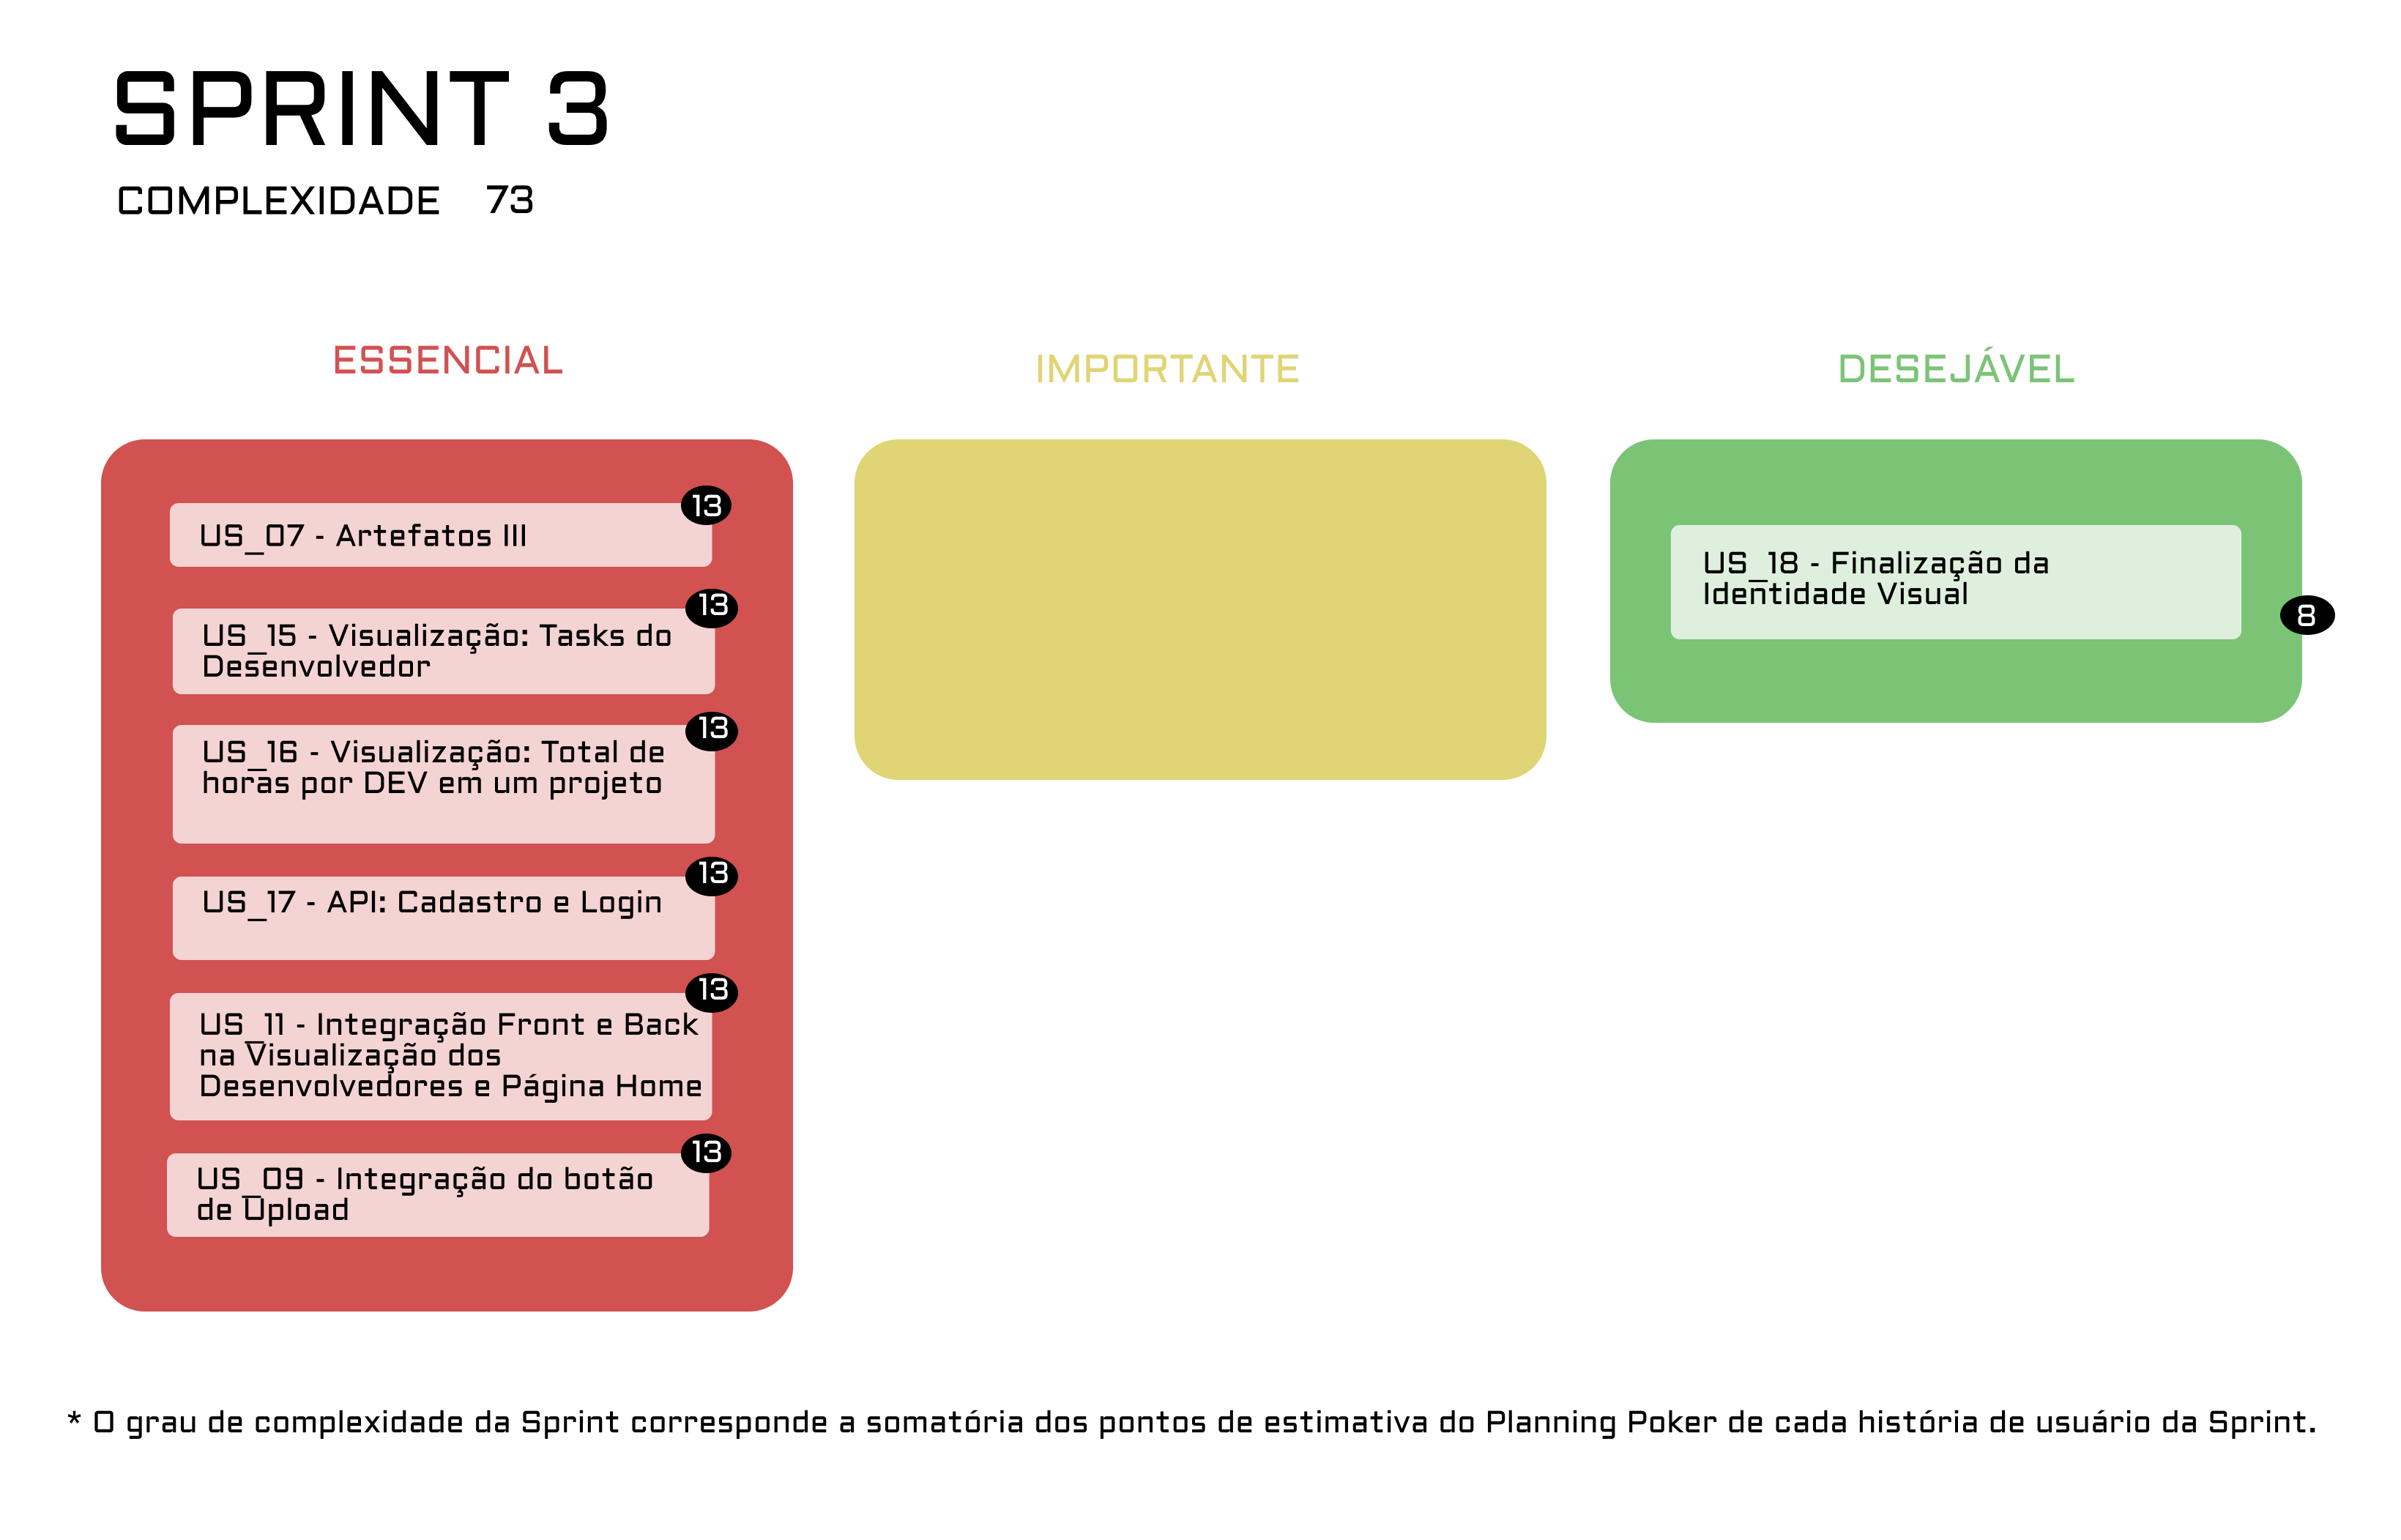 SPRINT 3
COMPLEXIDADE 73
ESSENCIAL
13
US_07 - Artefatos III
13
US_15 - Visualização: Tasks do
Desenvolvedor
13
US_16 - Visualização: Total de
horas por DEV em um projeto
13
US_17 - API: Cadastro e Login
13
US_11 - Integração Front e Back
na Visualização dos
Desenvolvedores e Página Home
13
US_09 - Integração do botão
de Upload
IMPORTANTE
DESEJÁVEL
US_18 - Finalização da
Identidade Visual
8
* O grau de complexidade da Sprint corresponde a somatória dos pontos de estimativa do Planning Poker de cada história de usuário da Sprint.